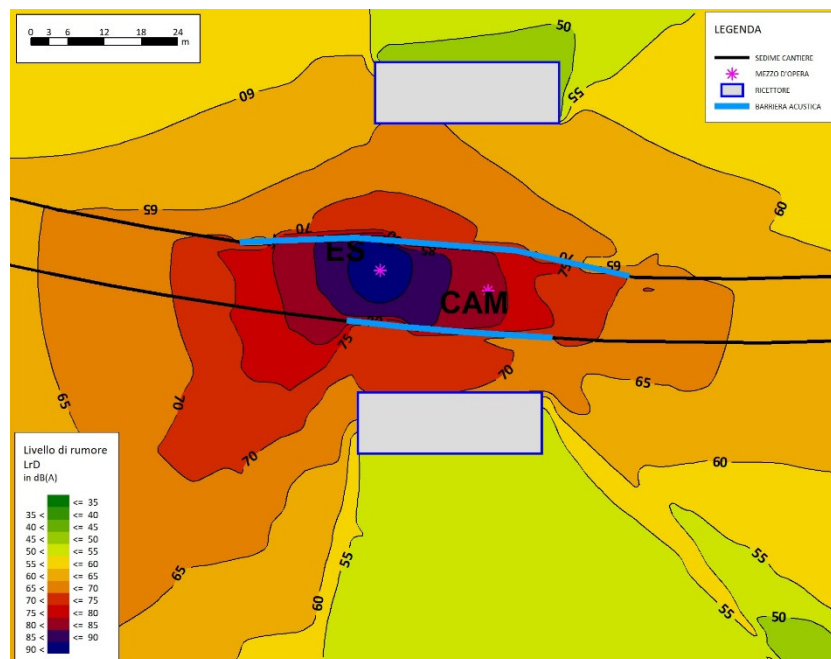 0 3 6 12 18 24
m
LEGENDA
SEDIME CANTIERE
MEZZO D'OPERA
RICETTORE
BARRIERA ACUSTICA
50
55
60
65
60
70
ES
85
70
75
65
CAM
75
70
65
65
70
70
60
65
60
55
55
55
50
Livello di rumore
LrD
in dB(A)
<= 35
35 < <= 40
40 < <= 45
45 < <= 50
50 < <= 55
55 < <= 60
60 < <= 65
65 < <= 70
70 < <= 75
75 < <= 80
80 < <= 85
85 < <= 90
90 <